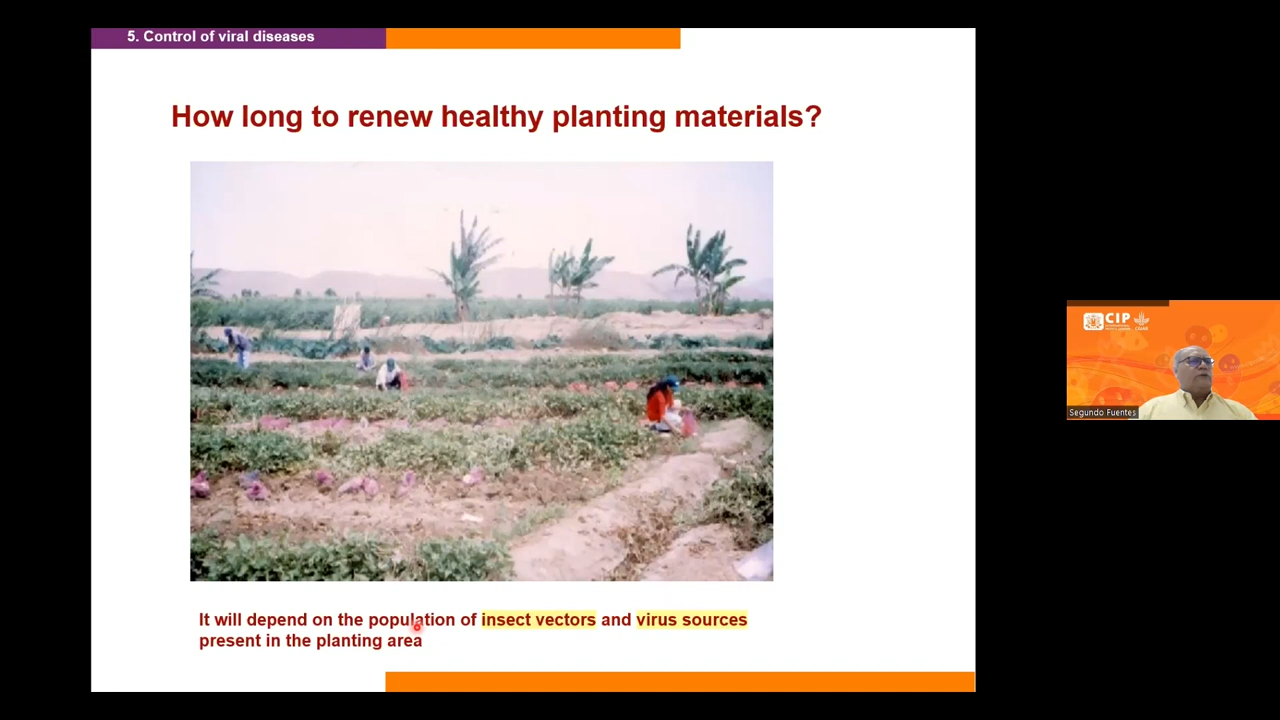 5. Control of viral diseases
How long to renew healthy planting materials?
It will depend on the population of insect vectors and virus sources
present in the planting area
CIP
Segundo Fuentes